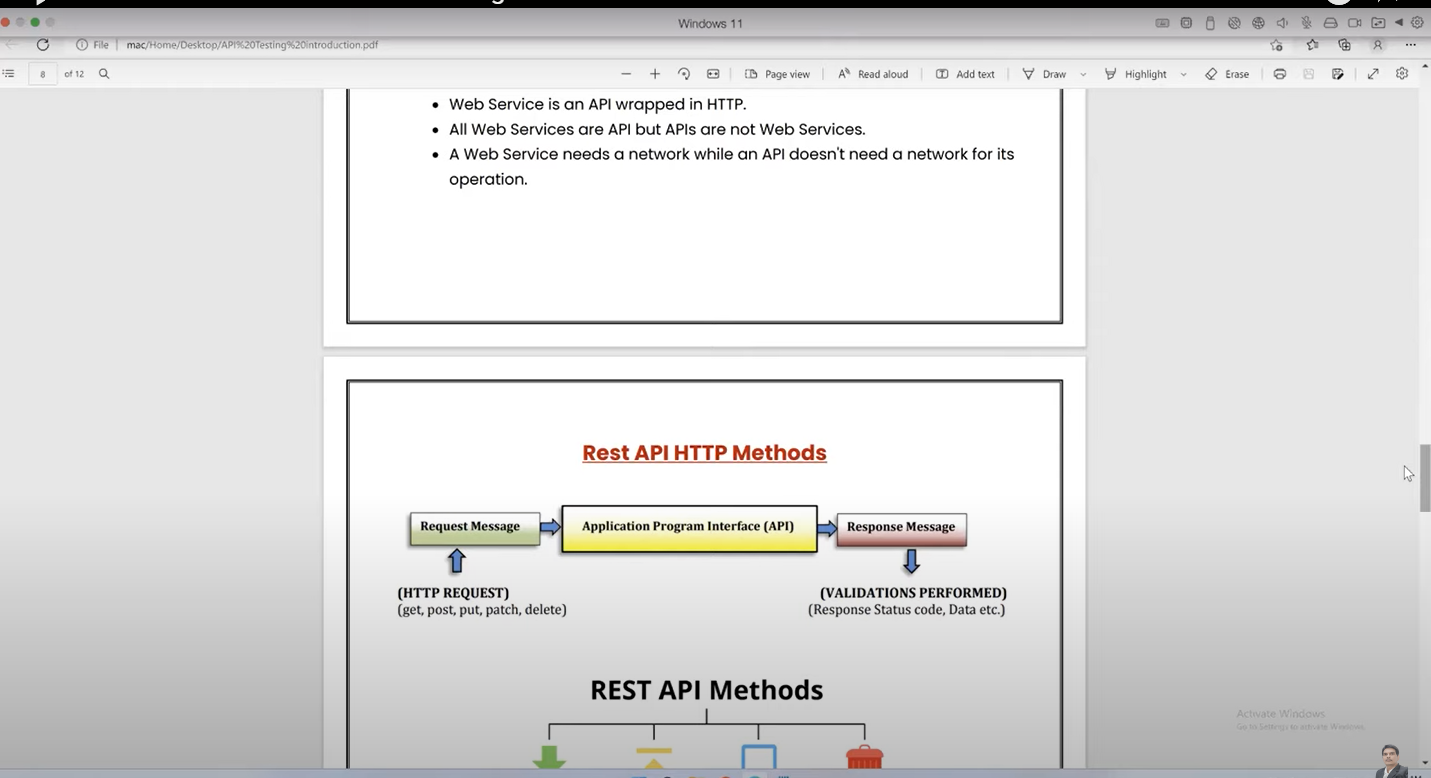 Windows 11
File mac/Home/Desktop/API%20Testing%20introduction.pdf
8 of 12 Page view Read aloud Add text Draw Highlight Erase
• Web Service is an API wrapped in HTTP.
• All Web Services are API but APIs are not Web Services.
• A Web Service needs a network while an API doesn't need a network for its
operation.
Rest API HTTP Methods
Request Message
Application Program Interface (API)
Response Message
(HTTP REQUEST)
(get, post, put, patch, delete)
(VALIDATIONS PERFORMED)
(Response Status code, Data etc.)
REST API Methods
Activate Windows
Go to Settings to activate Windows.